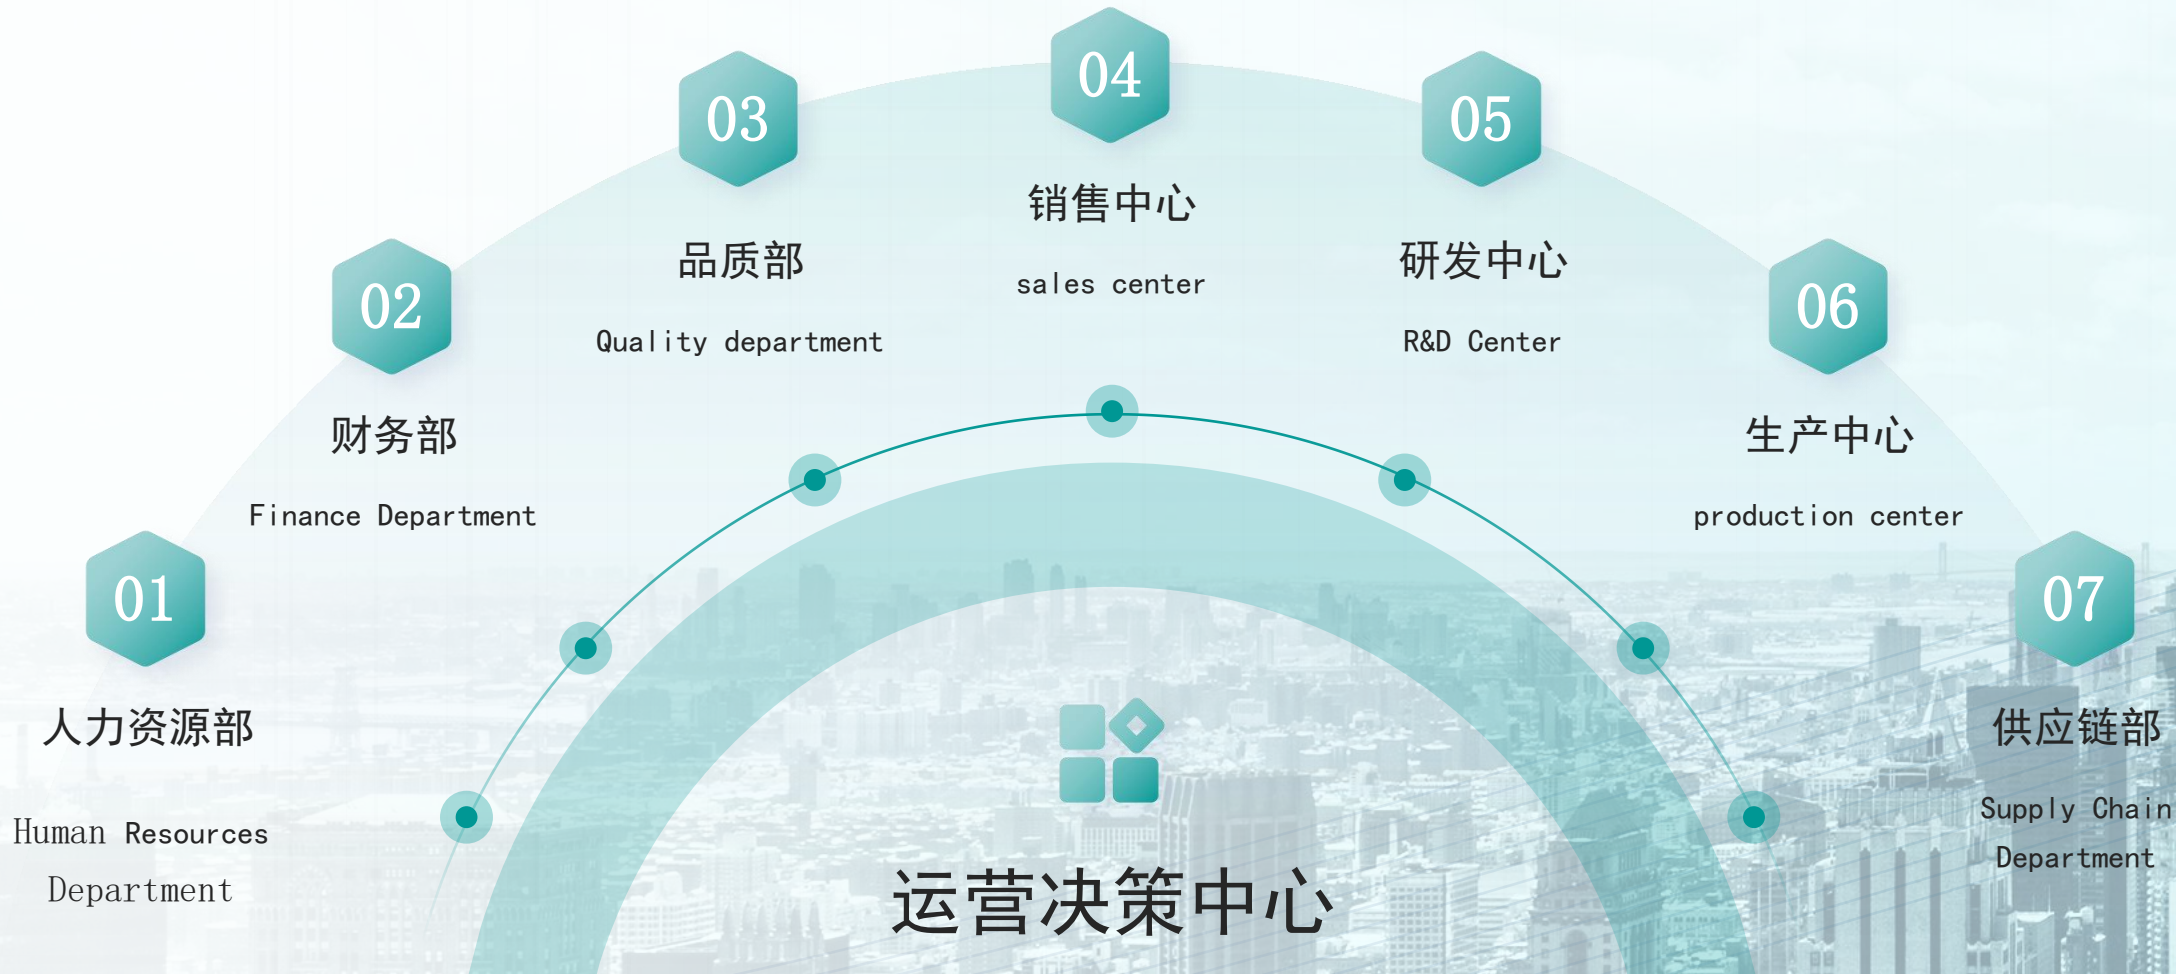 01
人力资源部
Human Resources
Department
02
财务部
Finance Department
03
品质部
Quality department
04
销售中心
sales center
05
研发中心
R&D Center
06
生产中心
production center
07
供应链部
Supply Chain
Department
运营决策中心